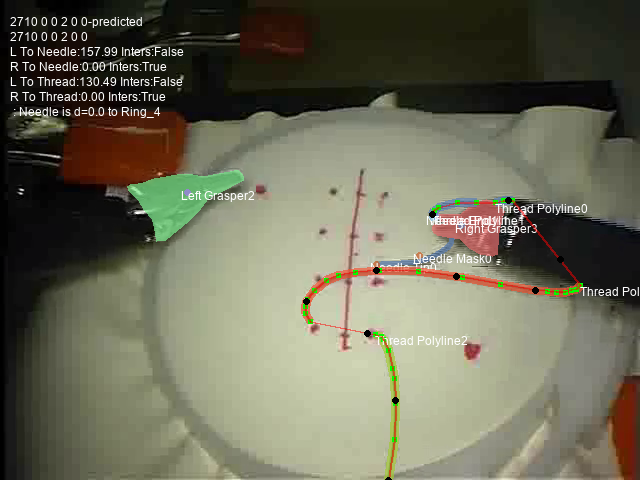 2710 0 0 2 0 0-predicted
2710 0 0 2 0 0
L To Needle:157.99 Inters:False
R To Needle:0.00 Inters:True
L To Thread:130.49 Inters:False
R To Thread:0.00 Inters:True
: Needle is d=0.0 to Ring_4
Left Grasper2
Thread Polyline0
Right Grasper3
Needle Mask0
Thread Pol
Thread Polyline2